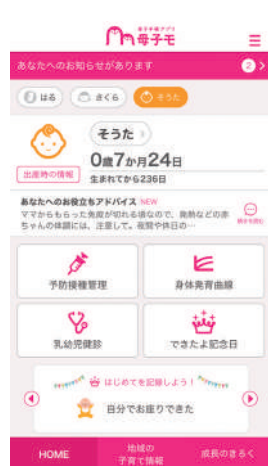 母子手帳アプリ
母子モ
あなたへのお知らせがあります
2
はる
さくら
そうた
そうた
0歳7か月24日
出産時の情報
生まれてから236日
あなたへのお役立ちアドバイス NEW
ママからもらった免疫が切れる頃なので、発熱などの赤
ちゃんの体調には、注意して。夜間や休日の…
続きを読む
予防接種管理
身体発育曲線
乳幼児健診
できたよ記念日
はじめてを記録しよう!
自分でお座りできた
HOME
地域の
子育て情報
成長のきろく